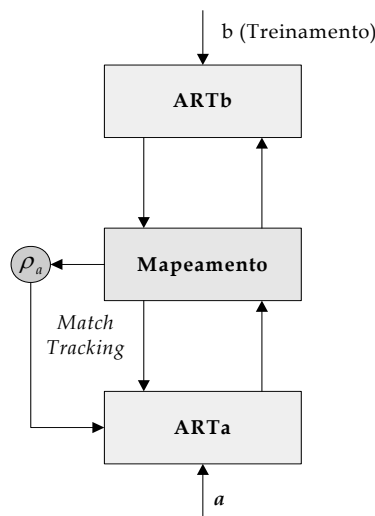 b (Treinamento)
ARTb
Mapeamento
ρa
Match
Tracking
ARTa
a